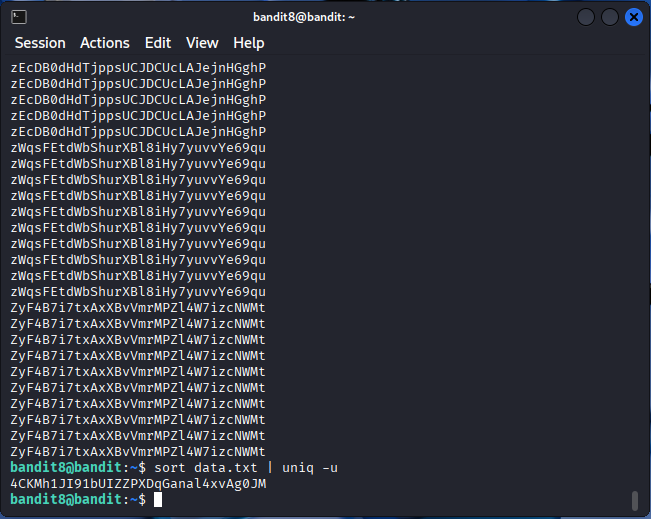 bandit8@bandit: ~
Session Actions Edit View Help
zEcDB0dHdTjppsUCJDCUcLAJejnHGghP
zEcDB0dHdTjppsUCJDCUcLAJejnHGghP
zEcDB0dHdTjppsUCJDCUcLAJejnHGghP
zEcDB0dHdTjppsUCJDCUcLAJejnHGghP
zEcDB0dHdTjppsUCJDCUcLAJejnHGghP
zWqsFEtdWbShurXBl8iHy7yuvvYe69qu
zWqsFEtdWbShurXBl8iHy7yuvvYe69qu
zWqsFEtdWbShurXBl8iHy7yuvvYe69qu
zWqsFEtdWbShurXBl8iHy7yuvvYe69qu
zWqsFEtdWbShurXBl8iHy7yuvvYe69qu
zWqsFEtdWbShurXBl8iHy7yuvvYe69qu
zWqsFEtdWbShurXBl8iHy7yuvvYe69qu
zWqsFEtdWbShurXBl8iHy7yuvvYe69qu
zWqsFEtdWbShurXBl8iHy7yuvvYe69qu
zWqsFEtdWbShurXBl8iHy7yuvvYe69qu
ZyF4B7i7txAxXBvVmrMPZl4W7izcNWMt
ZyF4B7i7txAxXBvVmrMPZl4W7izcNWMt
ZyF4B7i7txAxXBvVmrMPZl4W7izcNWMt
ZyF4B7i7txAxXBvVmrMPZl4W7izcNWMt
ZyF4B7i7txAxXBvVmrMPZl4W7izcNWMt
ZyF4B7i7txAxXBvVmrMPZl4W7izcNWMt
ZyF4B7i7txAxXBvVmrMPZl4W7izcNWMt
ZyF4B7i7txAxXBvVmrMPZl4W7izcNWMt
ZyF4B7i7txAxXBvVmrMPZl4W7izcNWMt
ZyF4B7i7txAxXBvVmrMPZl4W7izcNWMt
bandit8@bandit:~$ sort data.txt | uniq -u
4CKMh1JI91bUIZZPXDqGanal4xvAg0JM
bandit8@bandit:~$